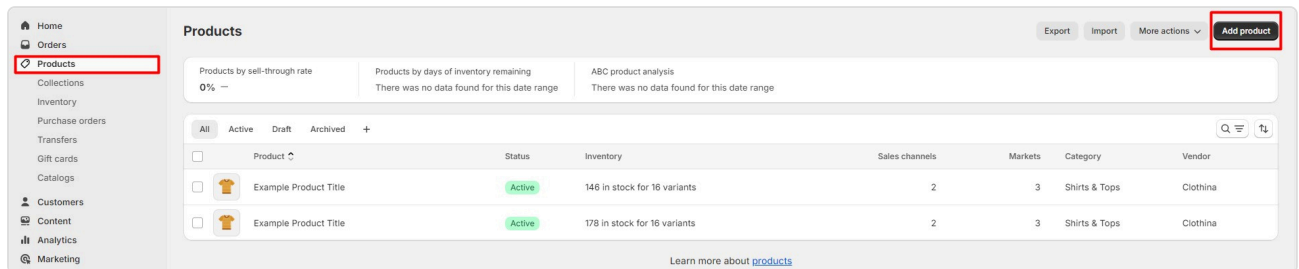 Home
Orders
Products
Collections
Inventory
Purchase orders
Transfers
Gift cards
Catalogs
Customers
Content
Analytics
Marketing
Products
Export Import More actions Add product
Products by sell-through rate
0% —
Products by days of inventory remaining
There was no data found for this date range
ABC product analysis
There was no data found for this date range
All Active Draft Archived +
Product Status Inventory Sales channels Markets Category Vendor
Example Product Title Active 146 in stock for 16 variants 2 3 Shirts & Tops Clothina
Example Product Title Active 178 in stock for 16 variants 2 3 Shirts & Tops Clothina
Learn more about products